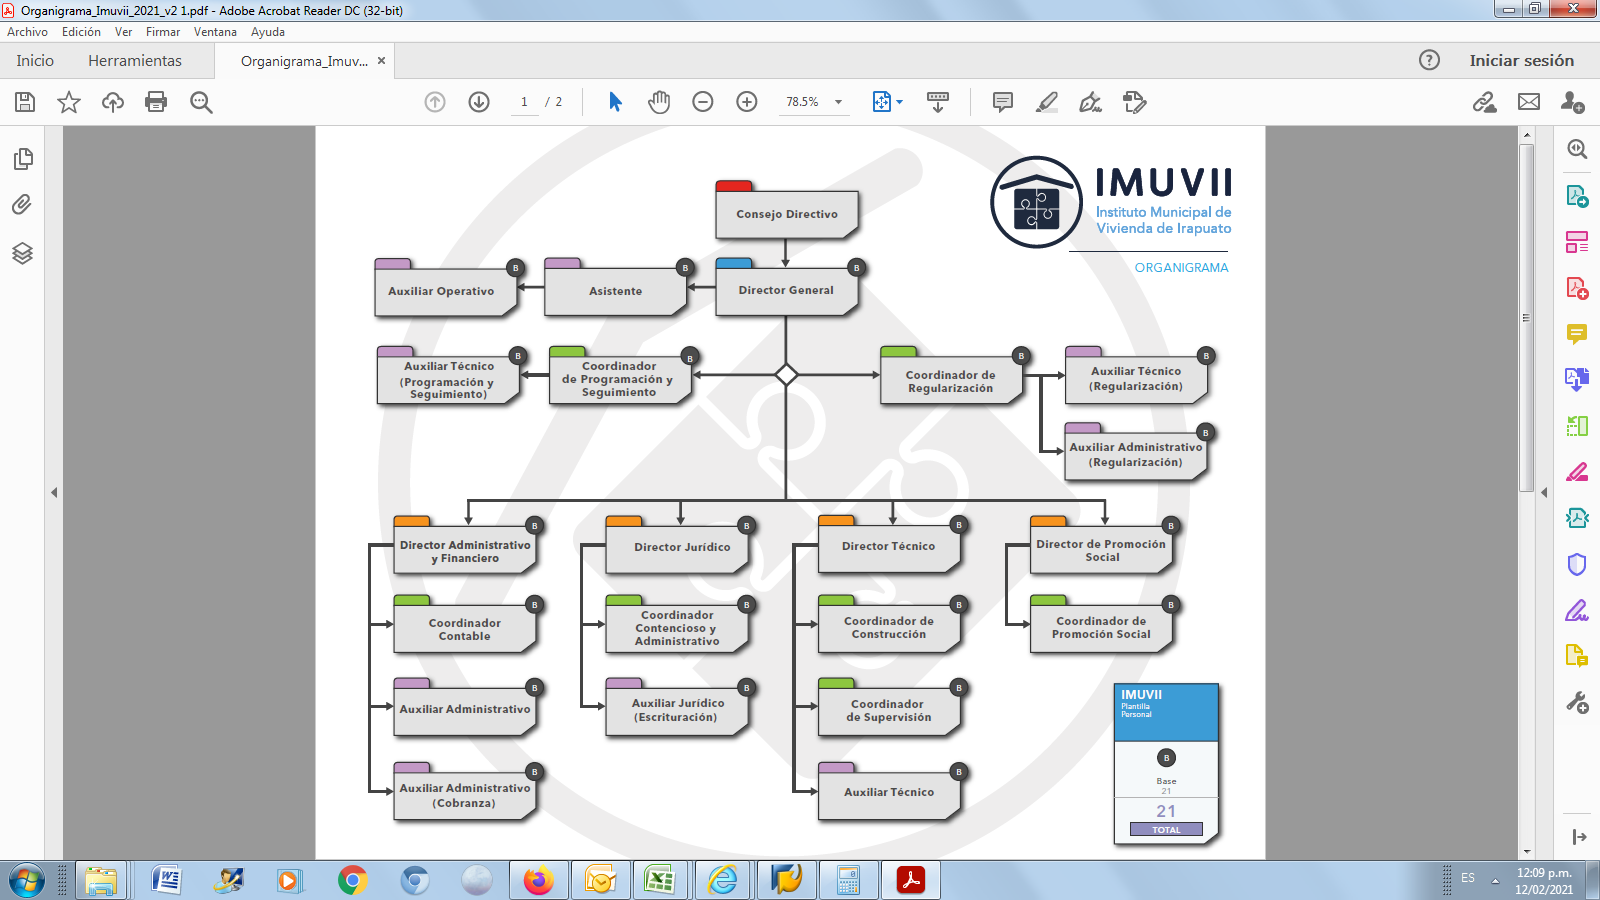 Organigrama_Imuvii_2021_v2 1.pdf - Adobe Acrobat Reader DC (32-bit)
Archivo Edición Ver Firmar Ventana Ayuda
Inicio Herramientas Organigrama_Imuv... × Iniciar sesión
1 / 2 78.5%
IMUVII
Instituto Municipal de
Vivienda de Irapuato
ORGANIGRAMA
Consejo Directivo
B B B
Auxiliar Operativo Asistente Director General
B B B B
Auxiliar Técnico
(Programación y
Seguimiento)
Coordinador
de Programación y
Seguimiento
Coordinador de
Regularización
Auxiliar Técnico
(Regularización)
B
Auxiliar Administrativo
(Regularización)
B B B B
Director Administrativo
y Financiero
Director Jurídico
Director Técnico
Director de Promoción
Social
B B B B
Coordinador
Contable
Coordinador
Contencioso y
Administrativo
Coordinador de
Construcción
Coordinador de
Promoción Social
B B B
Auxiliar Administrativo
Auxiliar Jurídico
(Escrituración)
Coordinador
de Supervisión
B B
Auxiliar Administrativo
(Cobranza)
Auxiliar Técnico
IMUVII
Plantilla
Personal
B
Base
21
21
TOTAL
ES 12:09 p.m.
12/02/2021